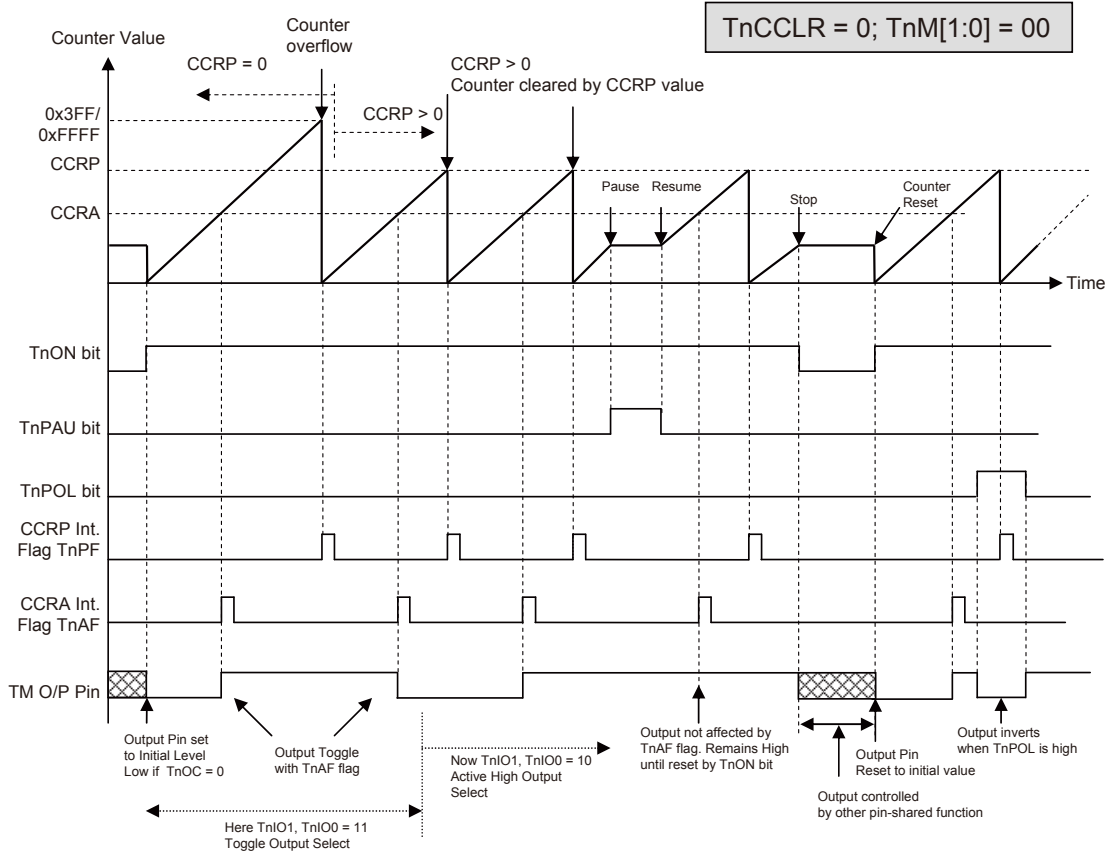 TnCCLR = 0; TnM[1:0] = 00
Counter Value
Counter
overflow
CCRP = 0
CCRP > 0
CCRP > 0
Counter cleared by CCRP value
0x3FF/
0xFFFF
CCRP
CCRA
Pause
Resume
Stop
Counter
Reset
Time
TnON bit
TnPAU bit
TnPOL bit
CCRP Int.
Flag TnPF
CCRA Int.
Flag TnAF
TM O/P Pin
Output Pin set
to Initial Level
Low if TnOC = 0
Output Toggle
with TnAF flag
Here TnIO1, TnIO0 = 11
Toggle Output Select
Now TnIO1, TnIO0 = 10
Active High Output
Select
Output not affected by
TnAF flag. Remains High
until reset by TnON bit
Output Pin
Reset to initial value
Output controlled
by other pin-shared function
Output inverts
when TnPOL is high